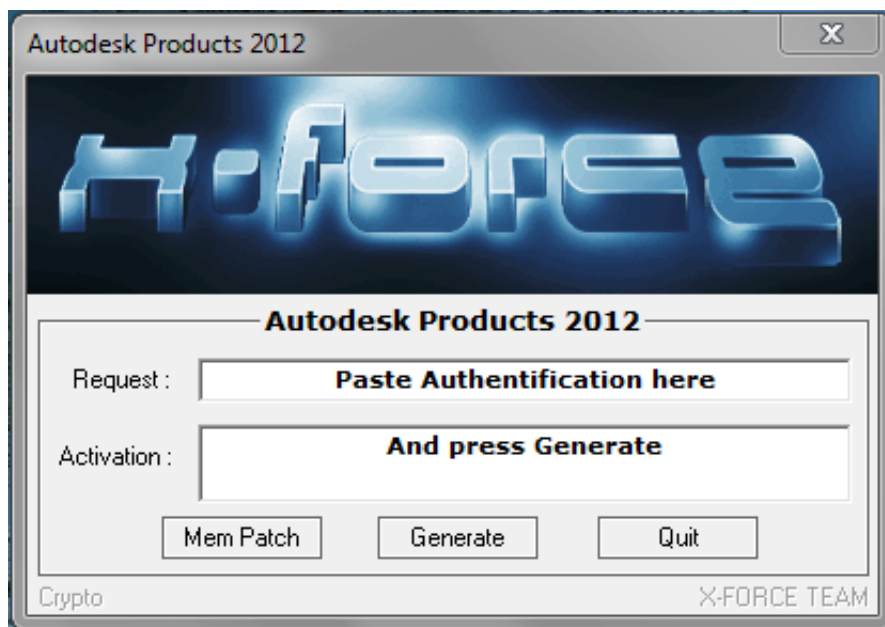 Autodesk Products 2012
x-force
Autodesk Products 2012
Request : Paste Authentification here
Activation : And press Generate
Mem Patch Generate Quit
Crypto X-FORCE TEAM